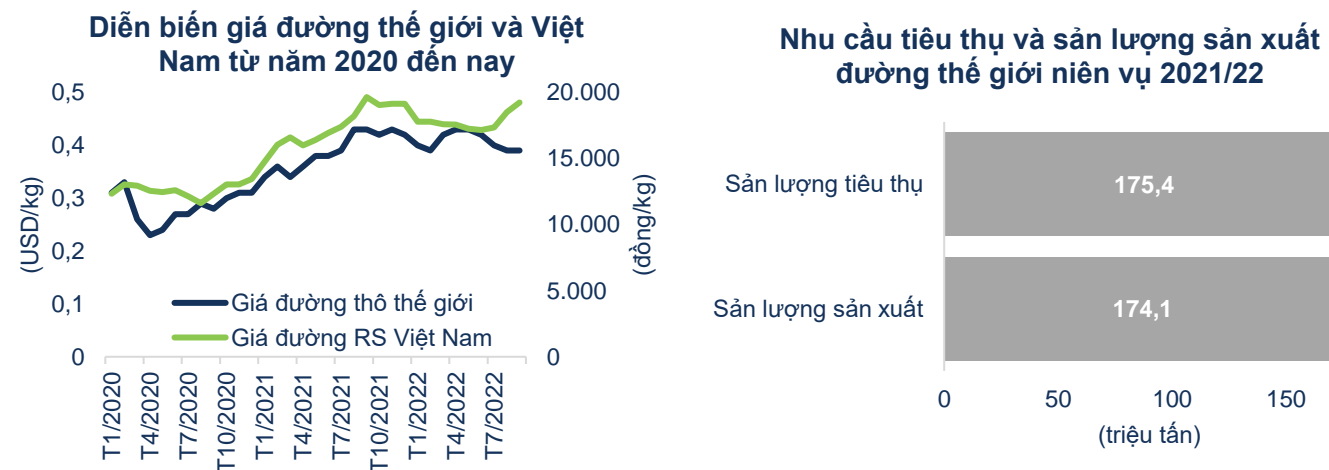 Diễn biến giá đường thế giới và Việt
Nam từ năm 2020 đến nay
0,5
0,4
0,3
0,2
0,1
0
(USD/kg)
20.000
15.000
10.000
5.000
0
(đồng/kg)
Giá đường thô thế giới
Giá đường RS Việt Nam
T1/2020
T4/2020
T7/2020
T10/2020
T1/2021
T4/2021
T7/2021
T10/2021
T1/2022
T4/2022
T7/2022
Nhu cầu tiêu thụ và sản lượng sản xuất
đường thế giới niên vụ 2021/22
Sản lượng tiêu thụ
175,4
Sản lượng sản xuất
174,1
0
50
100
150
(triệu tấn)